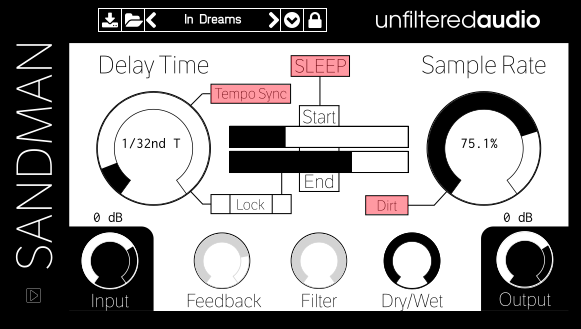 In Dreams
unfilteredaudio
SANDMAN
Delay Time
SLEEP
Sample Rate
Tempo Sync
Start
1/32nd T
75.1%
End
Lock
Dirt
0 dB
0 dB
Input
Feedback
Filter
Dry/Wet
Output